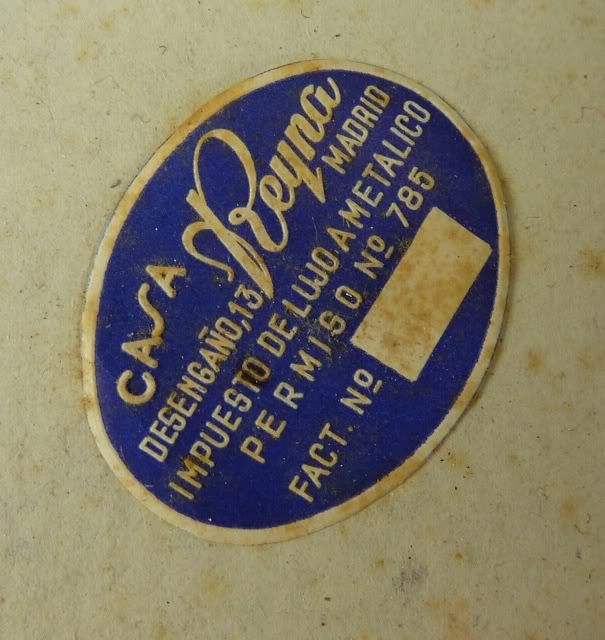 CASA Reyna
DESENGAÑO, 13 MADRID
IMPUESTO DE LUJO A METALICO
PERMISO Nº 785
FACT. Nº